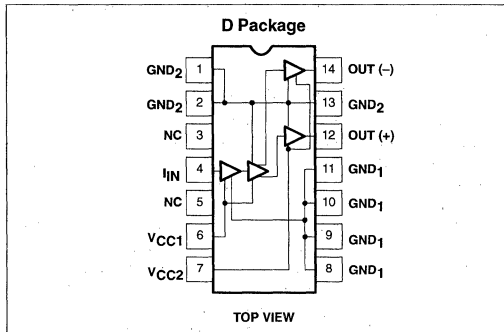 D Package
GND2 1 14 OUT (–)
GND2 2 13 GND2
NC 3 12 OUT (+)
IIN 4 11 GND1
NC 5 10 GND1
VCC1 6 9 GND1
VCC2 7 8 GND1
TOP VIEW